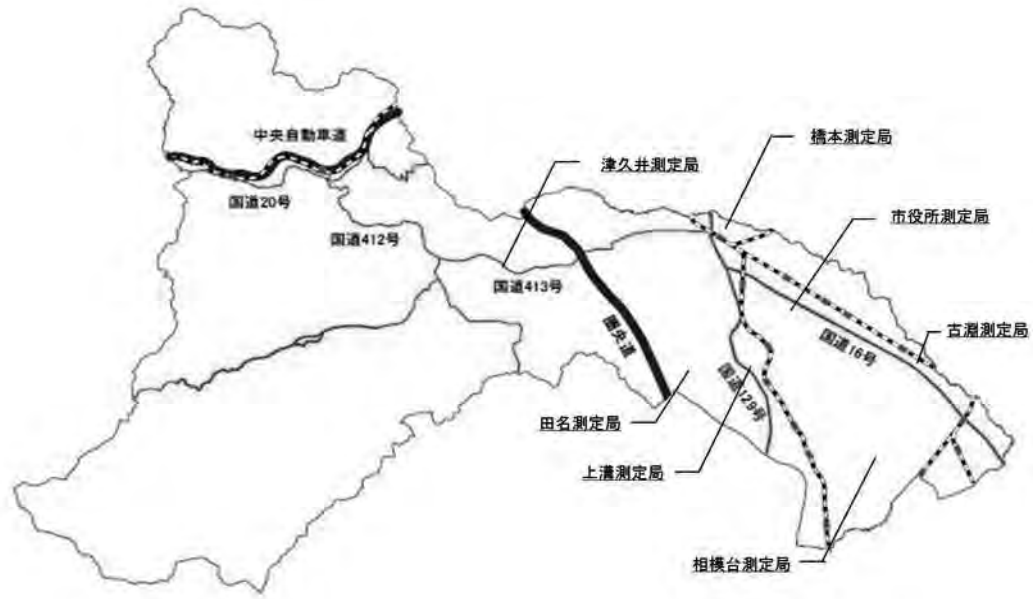 中央自動車道
橋本測定局
津久井測定局
国道20号
市役所測定局
国道412号
国道413号
古淵測定局
圏央道
国道16号
国道129号
田名測定局
上溝測定局
相模台測定局